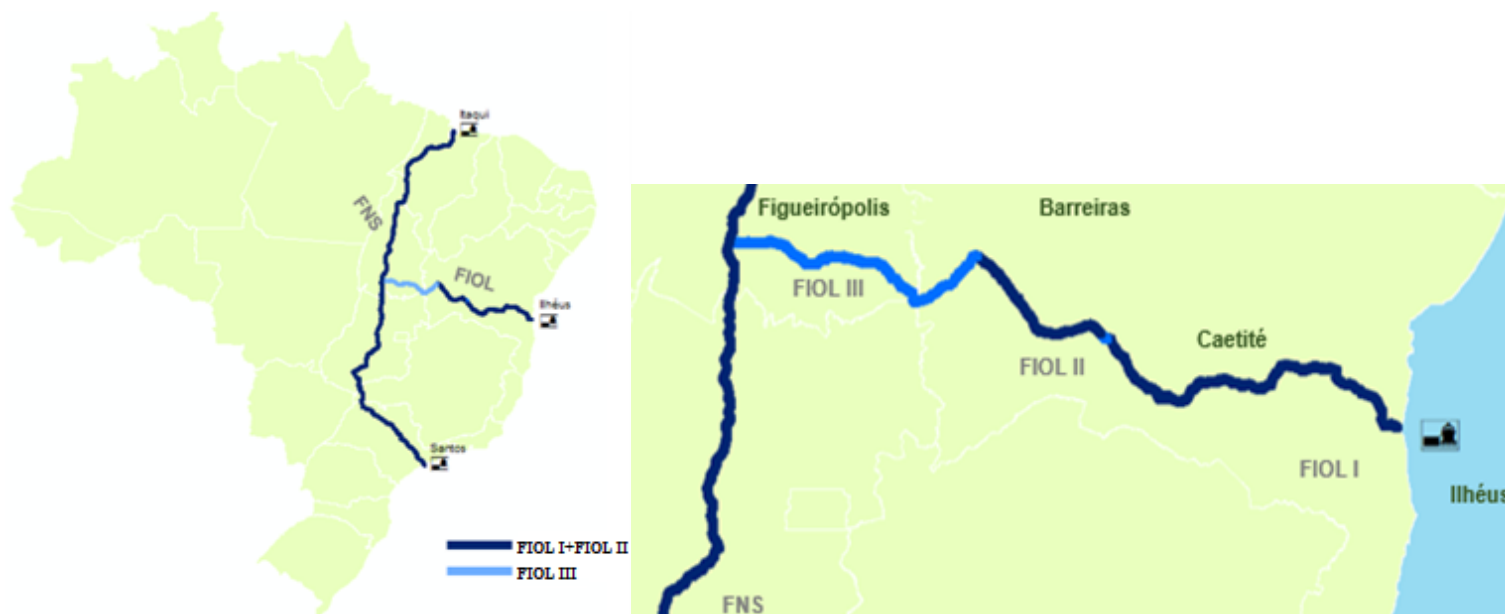 Itaqui
FNS
FIOL
Ilhéus
Santos
FIOL I+FIOL II
FIOL III
Figueirópolis
Barreiras
FIOL III
Caetité
FIOL II
FIOL I
Ilhéus
FNS